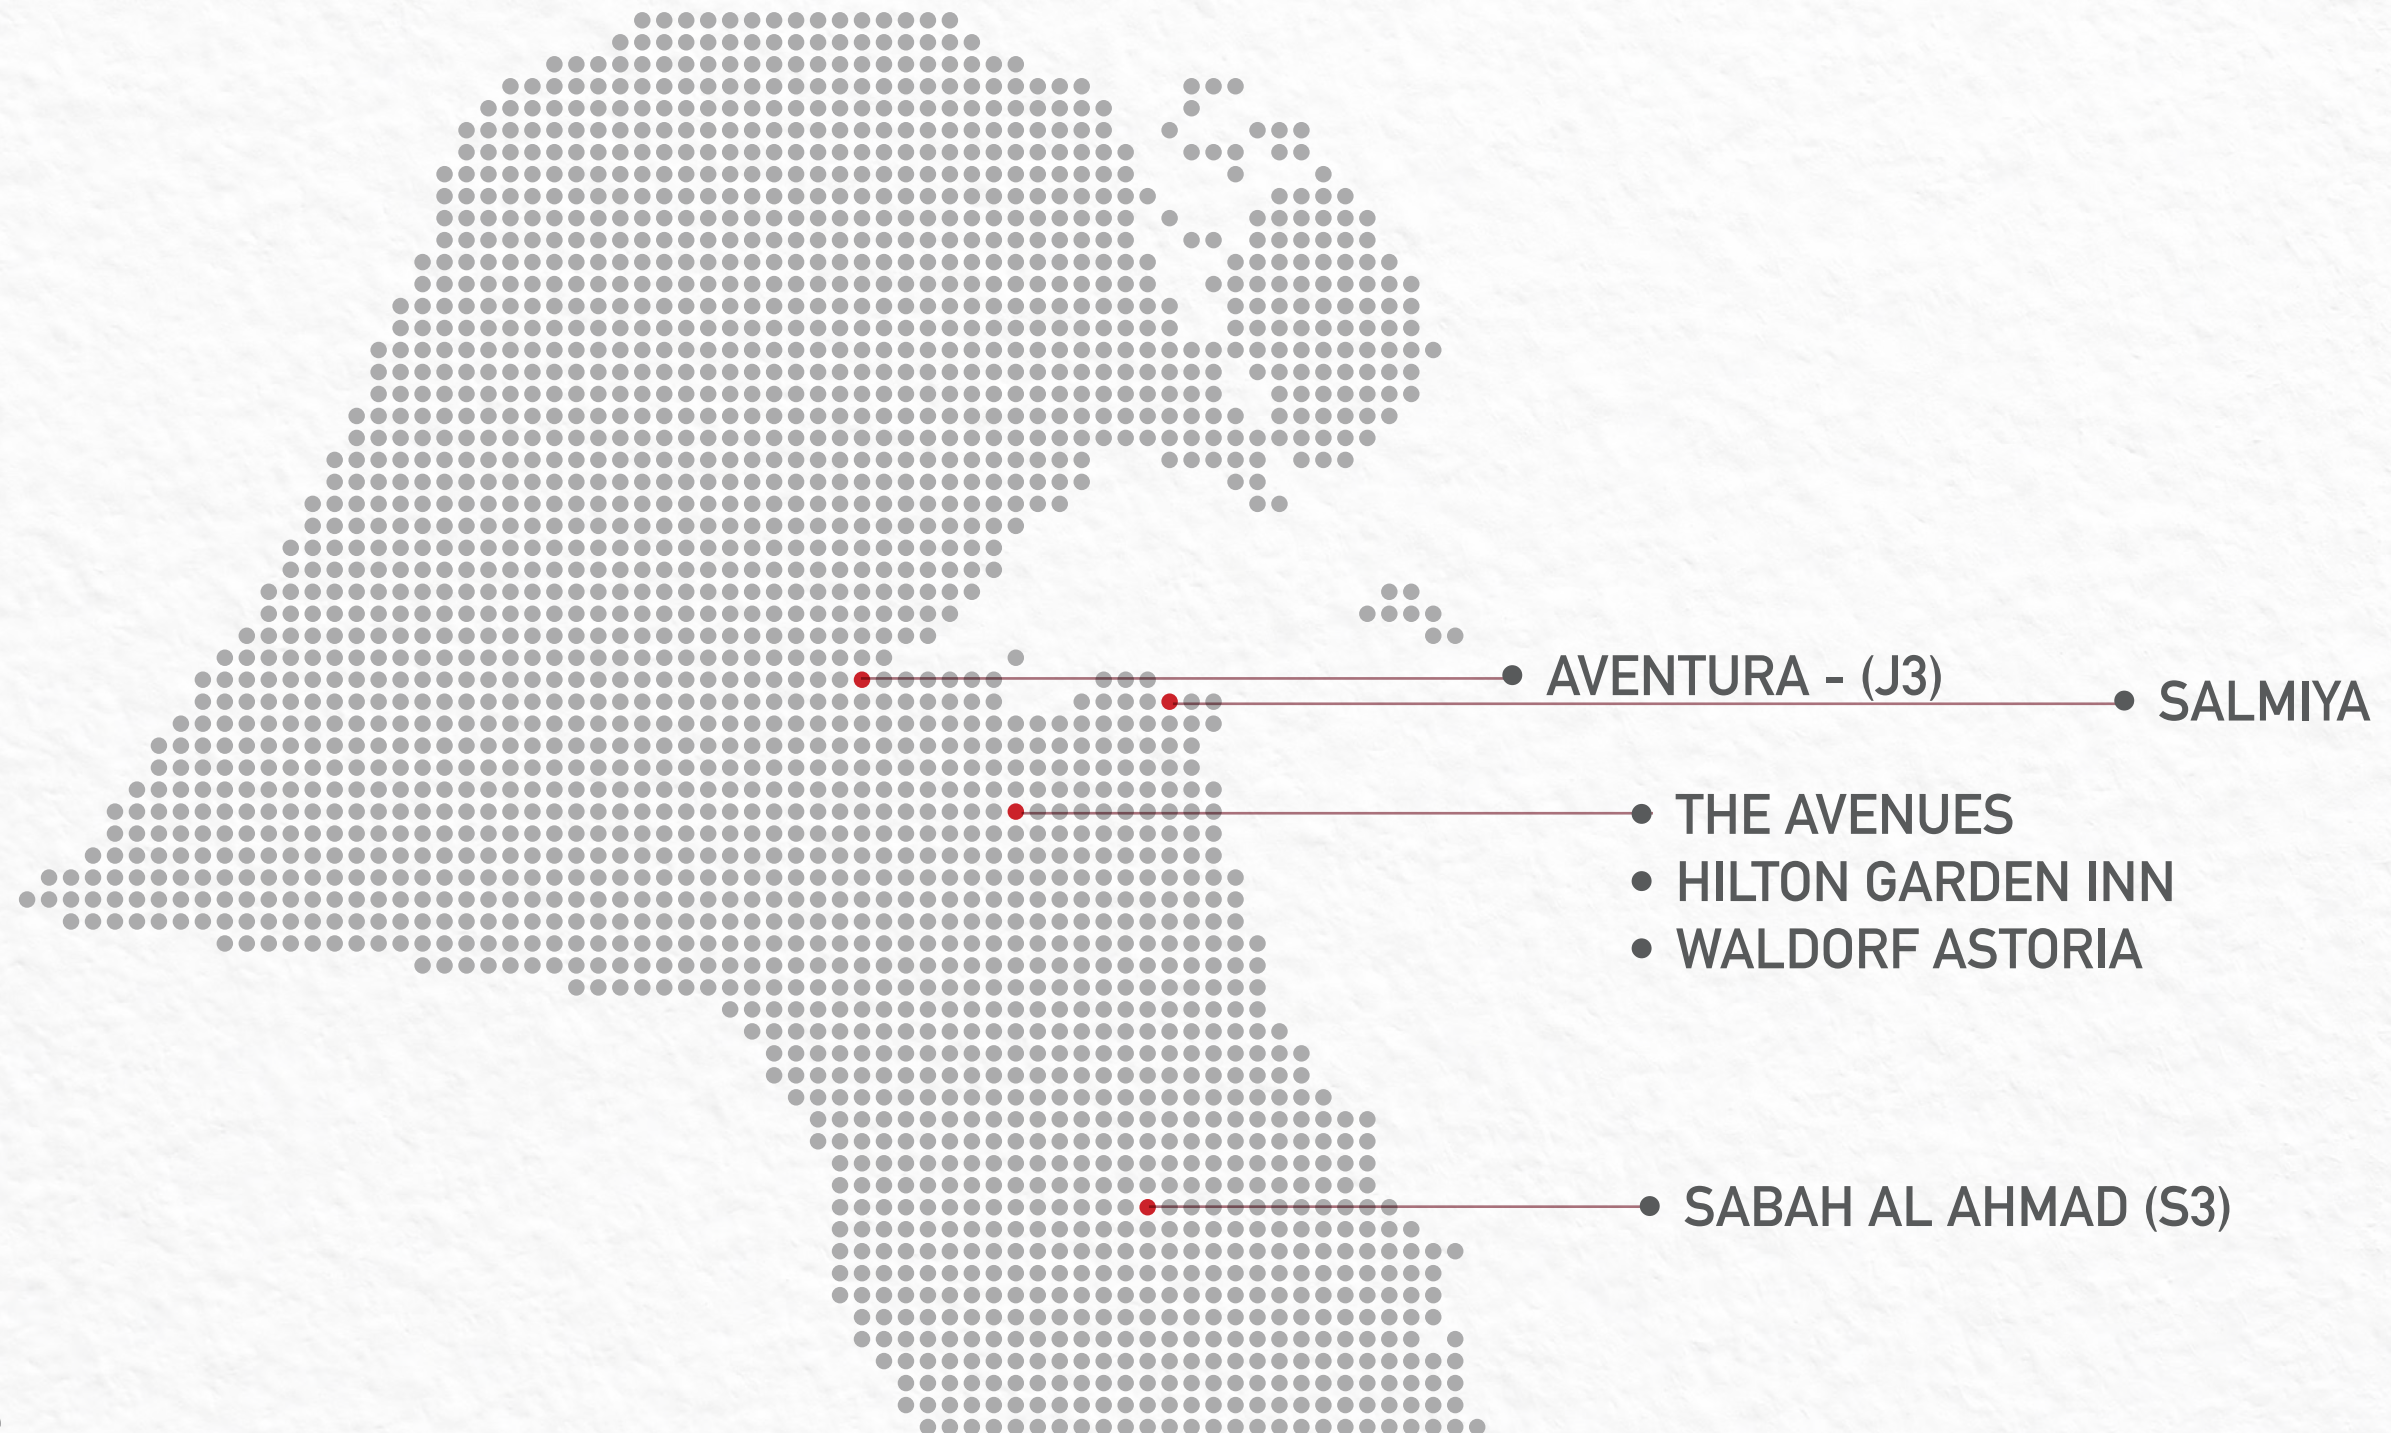 AVENTURA - (J3)
SALMIYA
THE AVENUES
HILTON GARDEN INN
WALDORF ASTORIA
SABAH AL AHMAD (S3)